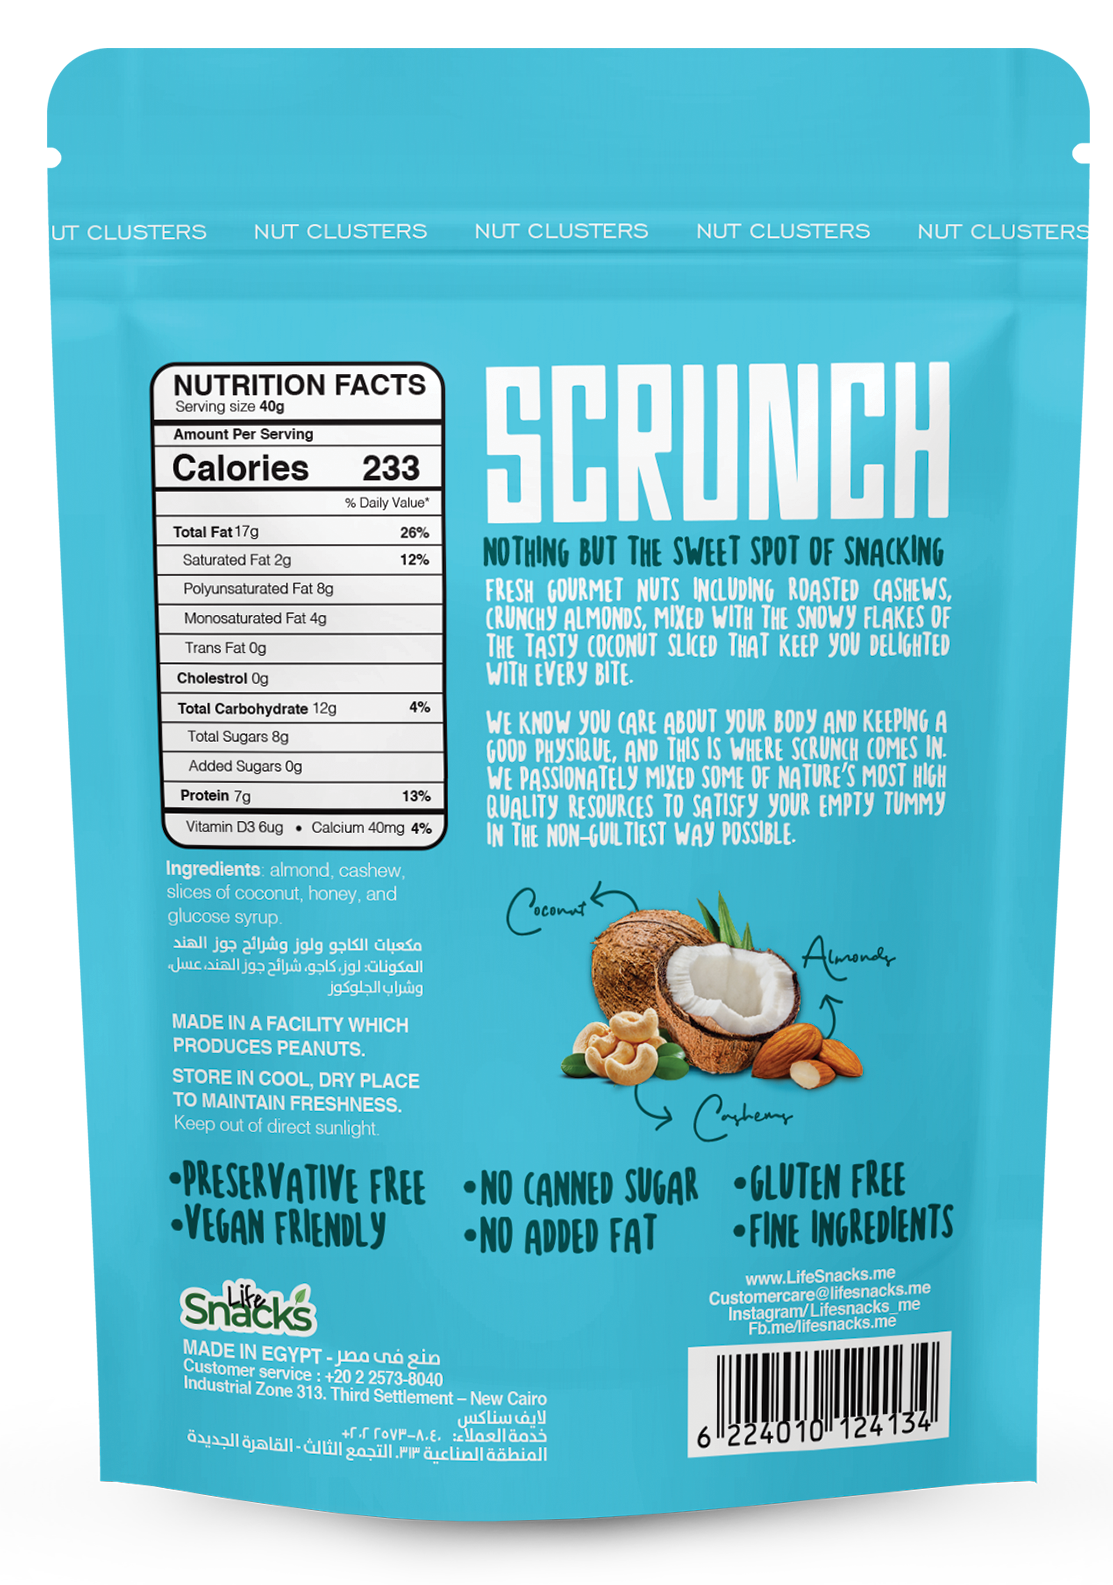 UT CLUSTERS NUT CLUSTERS NUT CLUSTERS NUT CLUSTERS NUT CLUSTERS
NUTRITION FACTS
Serving size 40g
Amount Per Serving
Calories 233
% Daily Value*
Total Fat 17g 26%
Saturated Fat 2g 12%
Polyunsaturated Fat 8g
Monosaturated Fat 4g
Trans Fat 0g
Cholestrol 0g
Total Carbohydrate 12g 4%
Total Sugars 8g
Added Sugars 0g
Protein 7g 13%
Vitamin D3 6ug • Calcium 40mg 4%
Ingredients: almond, cashew,
slices of coconut, honey, and
glucose syrup.
مكعبات الكاجو ولوز وشرائح جوز الهند
المكونات: لوز، كاجو، شرائح جوز الهند، عسل،
وشراب الجلوكوز
MADE IN A FACILITY WHICH
PRODUCES PEANUTS.
STORE IN COOL, DRY PLACE
TO MAINTAIN FRESHNESS.
Keep out of direct sunlight.
SCRUNCH
NOTHING BUT THE SWEET SPOT OF SNACKING
FRESH GOURMET NUTS INCLUDING ROASTED CASHEWS,
CRUNCHY ALMONDS, MIXED WITH THE SNOWY FLAKES OF
THE TASTY COCONUT SLICED THAT KEEP YOU DELIGHTED
WITH EVERY BITE.
WE KNOW YOU CARE ABOUT YOUR BODY AND KEEPING A
GOOD PHYSIQUE, AND THIS IS WHERE SCRUNCH COMES IN.
WE PASSIONATELY MIXED SOME OF NATURE'S MOST HIGH
QUALITY RESOURCES TO SATISFY YOUR EMPTY TUMMY
IN THE NON-GUILTIEST WAY POSSIBLE.
Coconut
Almonds
Cashews
•PRESERVATIVE FREE •NO CANNED SUGAR •GLUTEN FREE
•VEGAN FRIENDLY •NO ADDED FAT •FINE INGREDIENTS
Life
Snacks
MADE IN EGYPT - صنع فى مصر
Customer service : +20 2 2573-8040
Industrial Zone 313. Third Settlement – New Cairo
لايف سناكس
خدمة العملاء: ٨٠٤٠-٢٥٧٣ ٢٠٢+
المنطقة الصناعية ٣١٣. التجمع الثالث - القاهرة الجديدة
www.LifeSnacks.me
Customercare@lifesnacks.me
Instagram/Lifesnacks_me
Fb.me/lifesnacks.me
6 224010 124134